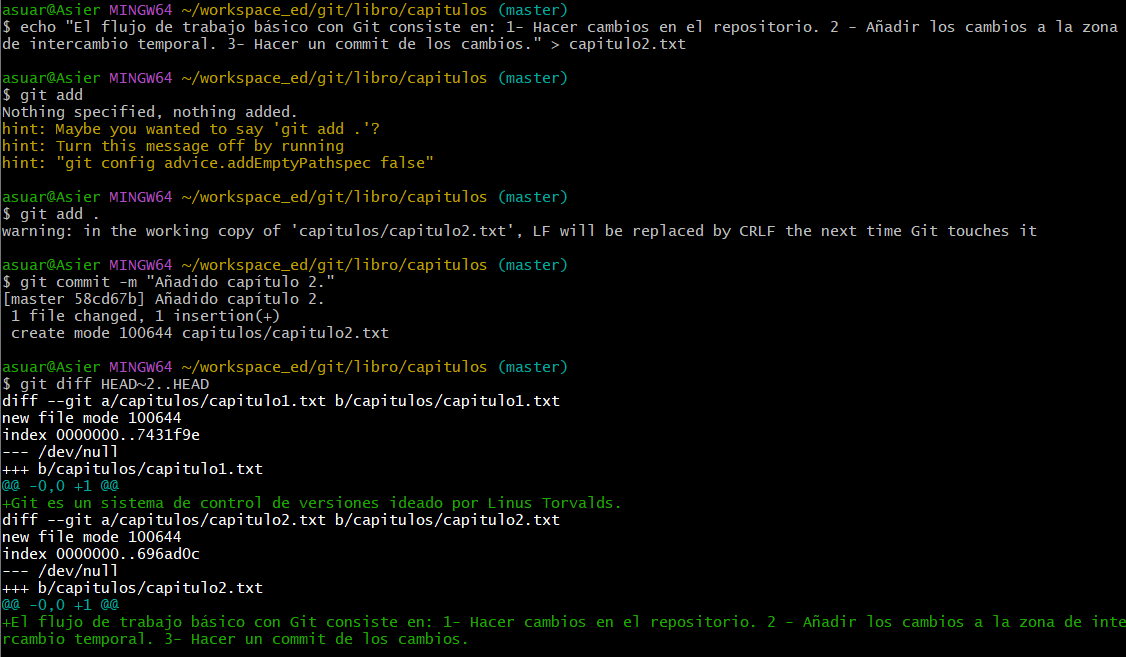 asuar@Asier MINGW64 ~/workspace_ed/git/libro/capitulos (master)
$ echo "El flujo de trabajo básico con Git consiste en: 1- Hacer cambios en el repositorio. 2 - Añadir los cambios a la zona
de intercambio temporal. 3- Hacer un commit de los cambios." > capitulo2.txt
asuar@Asier MINGW64 ~/workspace_ed/git/libro/capitulos (master)
$ git add
Nothing specified, nothing added.
hint: Maybe you wanted to say 'git add .'?
hint: Turn this message off by running
hint: "git config advice.addEmptyPathspec false"
asuar@Asier MINGW64 ~/workspace_ed/git/libro/capitulos (master)
$ git add .
warning: in the working copy of 'capitulos/capitulo2.txt', LF will be replaced by CRLF the next time Git touches it
asuar@Asier MINGW64 ~/workspace_ed/git/libro/capitulos (master)
$ git commit -m "Añadido capítulo 2."
[master 58cd67b] Añadido capítulo 2.
 1 file changed, 1 insertion(+)
 create mode 100644 capitulos/capitulo2.txt
asuar@Asier MINGW64 ~/workspace_ed/git/libro/capitulos (master)
$ git diff HEAD~2..HEAD
diff --git a/capitulos/capitulo1.txt b/capitulos/capitulo1.txt
new file mode 100644
index 0000000..7431f9e
--- /dev/null
+++ b/capitulos/capitulo1.txt
@@ -0,0 +1 @@
+Git es un sistema de control de versiones ideado por Linus Torvalds.
diff --git a/capitulos/capitulo2.txt b/capitulos/capitulo2.txt
new file mode 100644
index 0000000..696ad0c
--- /dev/null
+++ b/capitulos/capitulo2.txt
@@ -0,0 +1 @@
+El flujo de trabajo básico con Git consiste en: 1- Hacer cambios en el repositorio. 2 - Añadir los cambios a la zona de inte
rcambio temporal. 3- Hacer un commit de los cambios.